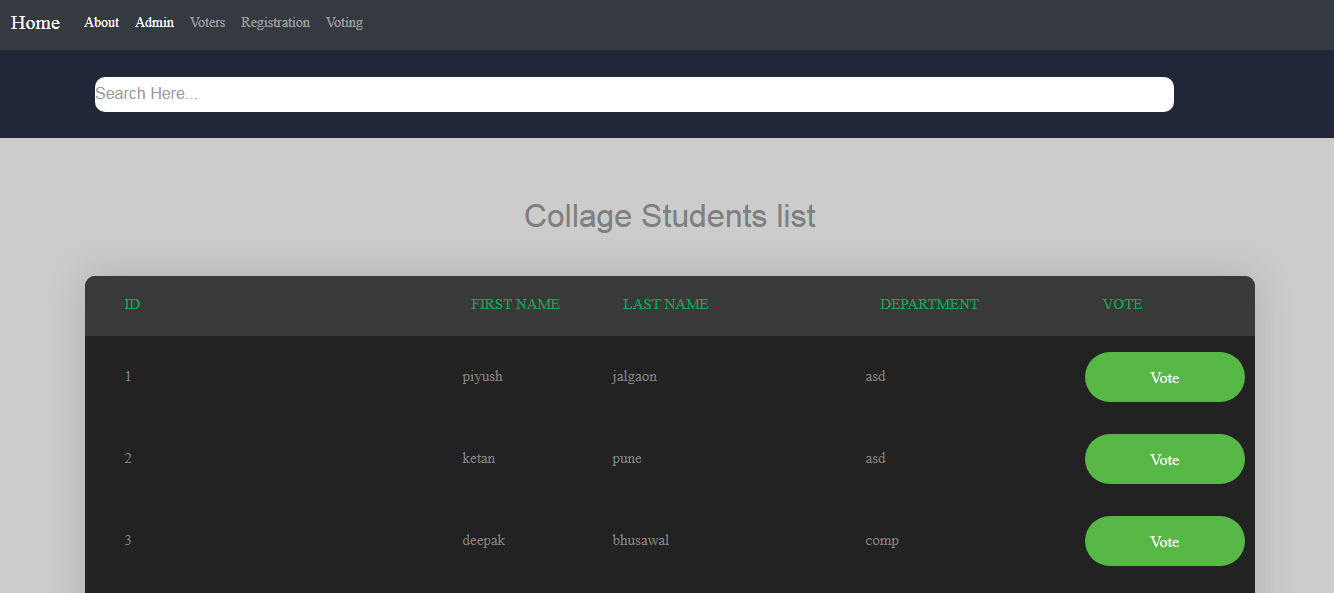 Home About Admin Voters Registration Voting
Search Here...
Collage Students list
ID FIRST NAME LAST NAME DEPARTMENT VOTE
1 piyush jalgaon asd Vote
2 ketan pune asd Vote
3 deepak bhusawal comp Vote